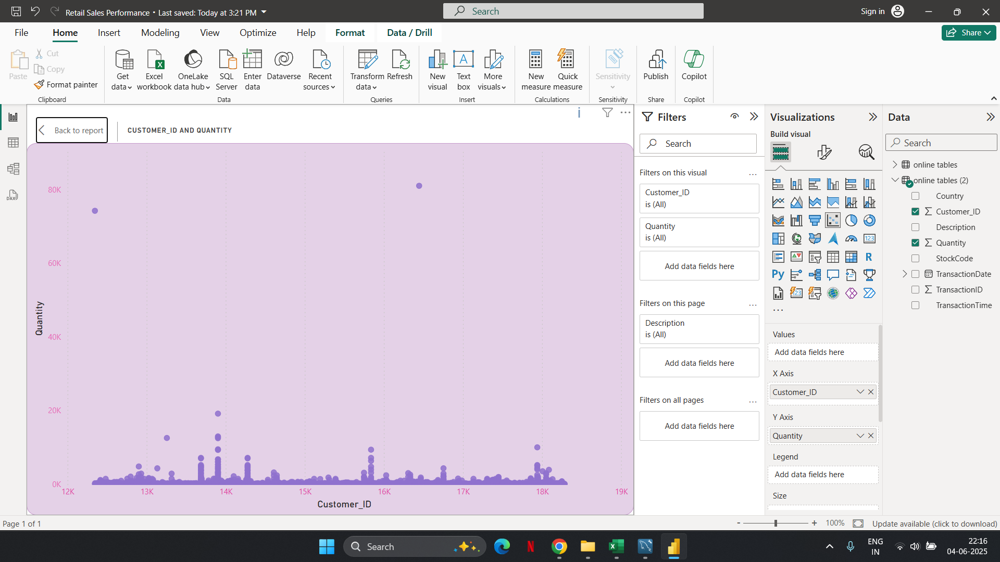 Retail Sales Performance • Last saved: Today at 3:21 PM
Search
Sign in
File
Home
Insert
Modeling
View
Optimize
Help
Format
Data / Drill
Share
Paste
Cut
Copy
Format painter
Clipboard
Get
data
Excel
workbook
OneLake
data hub
SQL
Server
Enter
data
Dataverse
Recent
sources
Data
Transform
data
Refresh
Queries
New
visual
Text
box
More
visuals
Insert
New
measure
Quick
measure
Calculations
Sensitivity
Sensitivity
Publish
Share
Copilot
Copilot
Back to report
CUSTOMER_ID AND QUANTITY
80K
60K
40K
20K
0K
Quantity
12K
13K
14K
15K
16K
17K
18K
19K
Customer_ID
Filters
Search
Filters on this visual
Customer_ID
is (All)
Quantity
is (All)
Add data fields here
Filters on this page
Description
is (All)
Add data fields here
Filters on all pages
Add data fields here
Visualizations
Build visual
123
R
Py
123
Values
Add data fields here
X Axis
Customer_ID
Y Axis
Quantity
Legend
Add data fields here
Size
Data
Search
online tables
online tables (2)
Country
Customer_ID
Description
Quantity
StockCode
TransactionDate
TransactionID
TransactionTime
DAX
Page 1 of 1
- + 100%
Update available (click to download)
Search
ENG
IN
22:16
04-06-2025